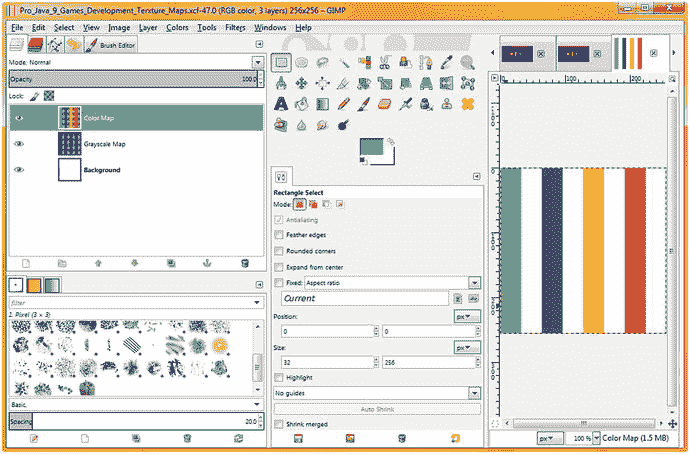 Pro_Java_9_Games_Development_Texture_Maps.xcf-47.0 (RGB color, 3 layers) 256x256 – GIMP
File Edit Select View Image Layer Colors Tools Filters Windows Help
Brush Editor
Mode: Normal
Opacity 100.0
Lock:
Color Map
Grayscale Map
Background
filter
1. Pixel (3 × 3)
Basic,
Spacing 20.0
Rectangle Select
Mode:
Antialiasing
Feather edges
Rounded corners
Expand from center
Fixed: Aspect ratio
Current
Position:
px
0 0
Size:
px
32 256
Highlight
No guides
Auto Shrink
Shrink merged
0 100 200
px 100 % Color Map (1.5 MB)